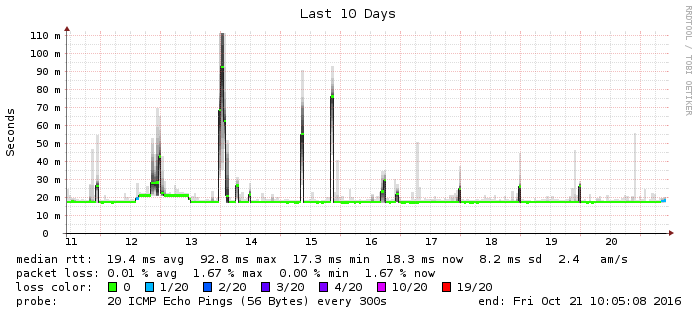 Last 10 Days
RRDTOOL / TOBI OETIKER
Seconds
110 m
100 m
90 m
80 m
70 m
60 m
50 m
40 m
30 m
20 m
10 m
0
11 12 13 14 15 16 17 18 19 20
median rtt: 19.4 ms avg 92.8 ms max 17.3 ms min 18.3 ms now 8.2 ms sd 2.4 am/s
packet loss: 0.01 % avg 1.67 % max 0.00 % min 1.67 % now
loss color: 0 1/20 2/20 3/20 4/20 10/20 19/20
probe: 20 ICMP Echo Pings (56 Bytes) every 300s end: Fri Oct 21 10:05:08 2016